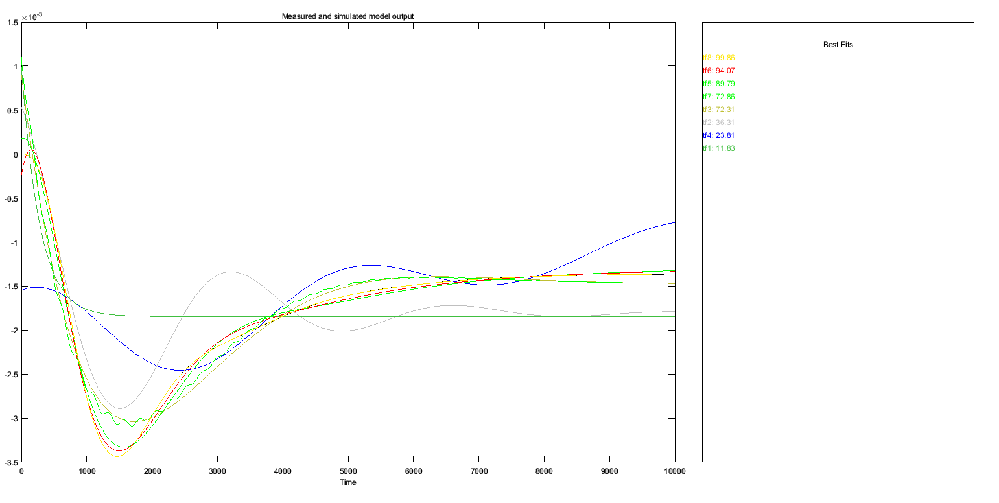 Measured and simulated model output
×10-3
1.5
1
0.5
0
-0.5
-1
-1.5
-2
-2.5
-3
-3.5
0 1000 2000 3000 4000 5000 6000 7000 8000 9000 10000
Time
Best Fits
tf8: 99.86
tf6: 94.07
tf5: 89.79
tf7: 72.86
tf3: 72.31
tf2: 36.31
tf4: 23.81
tf1: 11.83